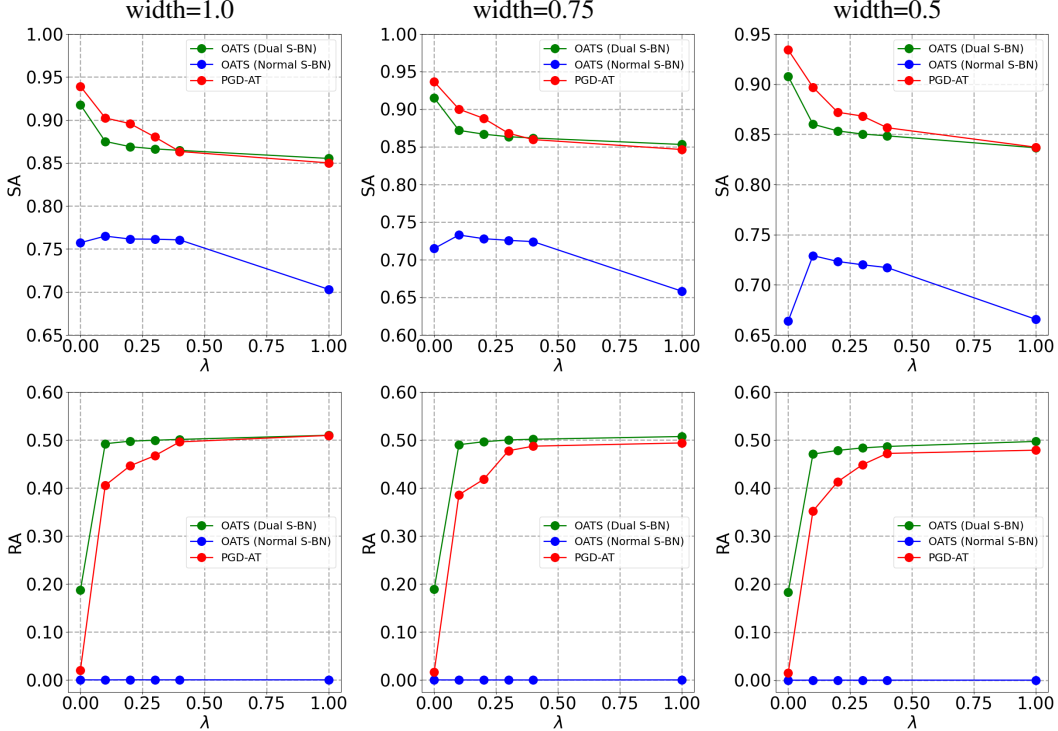 width=1.0
1.00
0.95
0.90
0.85
0.80
0.75
0.70
0.65
SA
OATS (Dual S-BN)
OATS (Normal S-BN)
PGD-AT
0.00 0.25 0.50 0.75 1.00
λ
width=0.75
1.00
0.95
0.90
0.85
0.80
0.75
0.70
0.65
0.60
SA
OATS (Dual S-BN)
OATS (Normal S-BN)
PGD-AT
0.00 0.25 0.50 0.75 1.00
λ
width=0.5
0.95
0.90
0.85
0.80
0.75
0.70
0.65
SA
OATS (Dual S-BN)
OATS (Normal S-BN)
PGD-AT
0.00 0.25 0.50 0.75 1.00
λ
0.60
0.50
0.40
0.30
0.20
0.10
0.00
RA
OATS (Dual S-BN)
OATS (Normal S-BN)
PGD-AT
0.00 0.25 0.50 0.75 1.00
λ
0.60
0.50
0.40
0.30
0.20
0.10
0.00
RA
OATS (Dual S-BN)
OATS (Normal S-BN)
PGD-AT
0.00 0.25 0.50 0.75 1.00
λ
0.60
0.50
0.40
0.30
0.20
0.10
0.00
RA
OATS (Dual S-BN)
OATS (Normal S-BN)
PGD-AT
0.00 0.25 0.50 0.75 1.00
λ